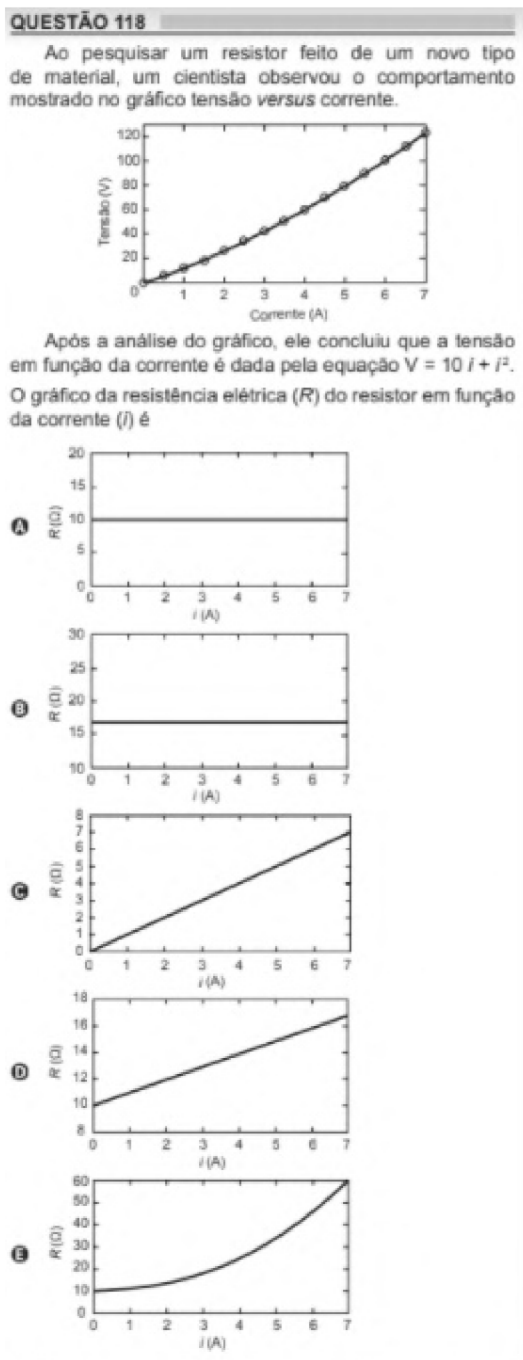 QUESTÃO 118
Ao pesquisar um resistor feito de um novo tipo
de material, um cientista observou o comportamento
mostrado no gráfico tensão versus corrente.
120
100
80
60
40
20
0
1 2 3 4 5 6 7
Tensão (V)
Corrente (A)
Após a análise do gráfico, ele concluiu que a tensão
em função da corrente é dada pela equação V = 10 i + i².
O gráfico da resistência elétrica (R) do resistor em função
da corrente (i) é
A
R (Ω)
20
15
10
5
0
0 1 2 3 4 5 6 7
i (A)
B
R (Ω)
30
25
20
15
10
0 1 2 3 4 5 6 7
i (A)
C
R (Ω)
8
7
6
5
4
3
2
1
0
0 1 2 3 4 5 6 7
i (A)
D
R (Ω)
18
16
14
12
10
8
0 1 2 3 4 5 6 7
i (A)
E
R (Ω)
60
50
40
30
20
10
0
0 1 2 3 4 5 6 7
i (A)